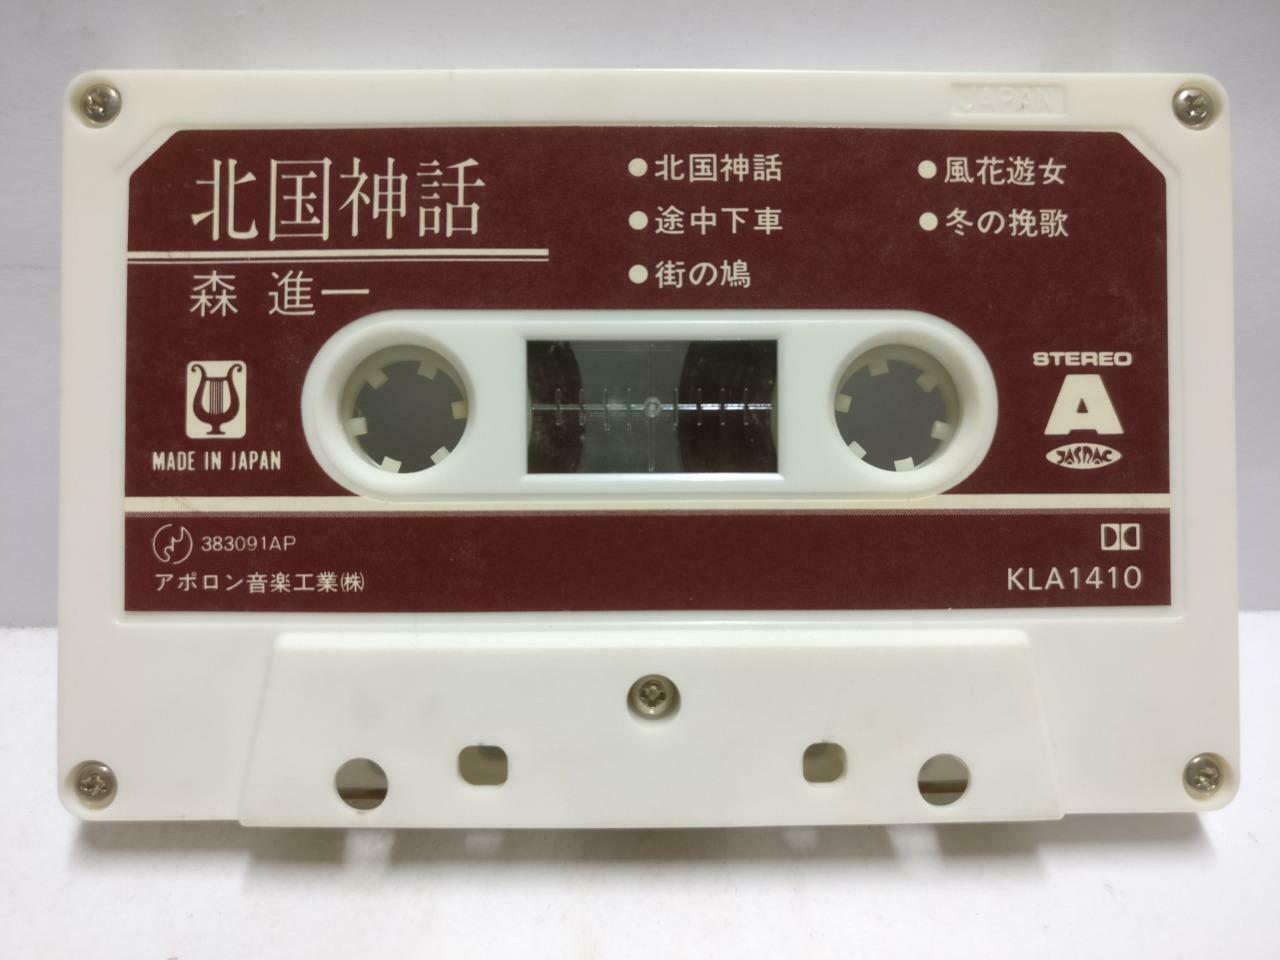 JAPAN
北国神話
森 進一
●北国神話
●途中下車
●街の鳩
●風花遊女
●冬の挽歌
MADE IN JAPAN
STEREO
A
JASRAC
383091AP
アポロン音楽工業㈱
KLA1410